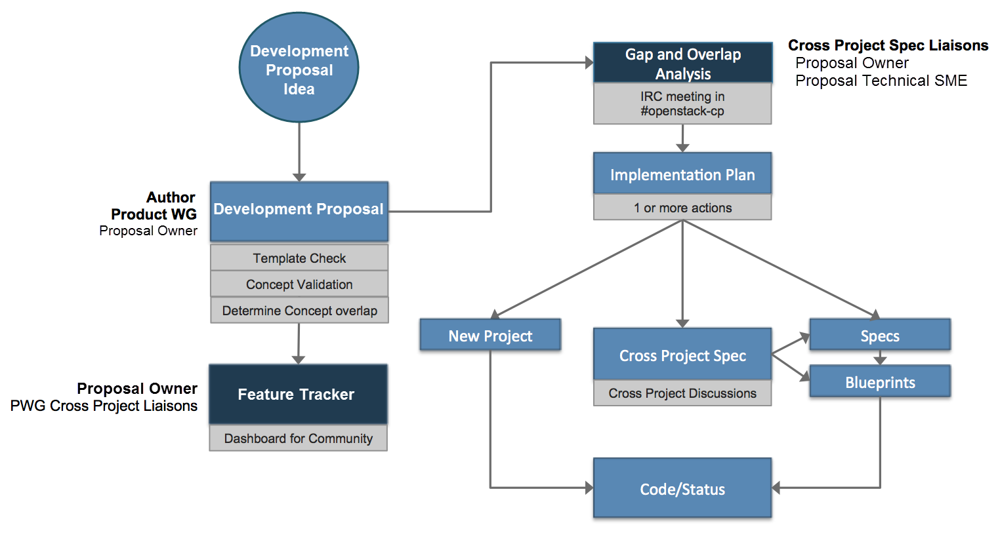 Development
Proposal
Idea
Author
Product WG
Proposal Owner
Development Proposal
Template Check
Concept Validation
Determine Concept overlap
Proposal Owner
PWG Cross Project Liaisons
Feature Tracker
Dashboard for Community
Gap and Overlap
Analysis
IRC meeting in
#openstack-cp
Cross Project Spec Liaisons
Proposal Owner
Proposal Technical SME
Implementation Plan
1 or more actions
New Project
Cross Project Spec
Cross Project Discussions
Specs
Blueprints
Code/Status